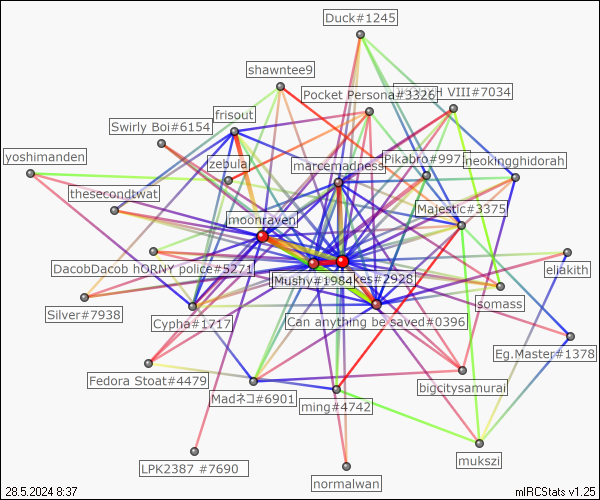 Duck#1245
shawntee9
Pocket Persona#3326
H VIII#7034
frisout
Swirly Boi#6154
yoshimanden
zebula
marcemadness
Pikabro#997
neokingghidorah
thesecondtwat
moonraven
Majestic#3375
DacobDacob hORNY police#5271
Mushy#1984
kes#2928
eliakith
somass
Silver#7938
Cypha#1717
Can anything be saved#0396
Eg.Master#1378
Fedora Stoat#4479
Madネコ#6901
ming#4742
bigcitysamurai
LPK2387 #7690
normalwan
mukszi
28.5.2024 8:37
mIRCStats v1.25